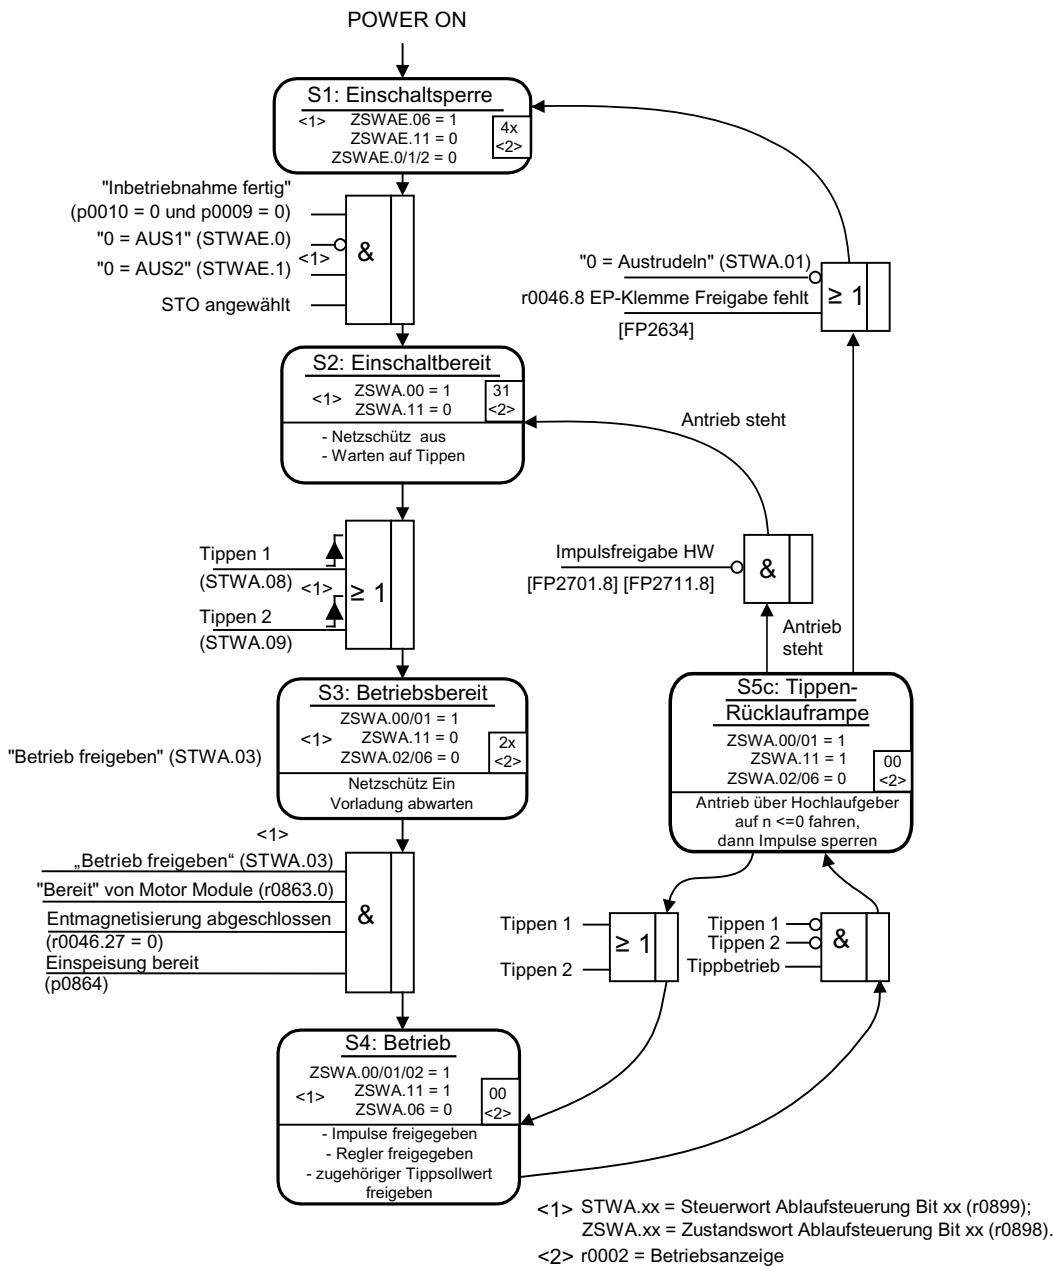 POWER ON
S1: Einschaltsperre
<1>
ZSWAE.06 = 1
ZSWAE.11 = 0
ZSWAE.0/1/2 = 0
4x
<2>
"Inbetriebnahme fertig"
(p0010 = 0 und p0009 = 0)
"0 = AUS1" (STWAE.0)
<1>
"0 = AUS2" (STWAE.1)
STO angewählt
&
"0 = Austrudeln" (STWA.01)
r0046.8 EP-Klemme Freigabe fehlt
[FP2634]
≥ 1
S2: Einschaltbereit
<1>
ZSWA.00 = 1
ZSWA.11 = 0
31
<2>
- Netzschütz aus
- Warten auf Tippen
Antrieb steht
Tippen 1
(STWA.08)
<1>
Tippen 2
(STWA.09)
≥ 1
Impulsfreigabe HW
[FP2701.8] [FP2711.8]
&
Antrieb
steht
S3: Betriebsbereit
ZSWA.00/01 = 1
<1>
ZSWA.11 = 0
ZSWA.02/06 = 0
2x
<2>
Netzschütz Ein
Vorladung abwarten
"Betrieb freigeben" (STWA.03)
S5c: Tippen-
Rücklauframpe
ZSWA.00/01 = 1
ZSWA.11 = 1
ZSWA.02/06 = 0
00
<2>
Antrieb über Hochlaufgeber
auf n <=0 fahren,
dann Impulse sperren
<1>
„Betrieb freigeben“ (STWA.03)
"Bereit" von Motor Module (r0863.0)
Entmagnetisierung abgeschlossen
(r0046.27 = 0)
Einspeisung bereit
(p0864)
&
Tippen 1
Tippen 2
≥ 1
Tippen 1
Tippen 2
Tippbetrieb
&
S4: Betrieb
ZSWA.00/01/02 = 1
<1>
ZSWA.11 = 1
ZSWA.06 = 0
00
<2>
- Impulse freigegeben
- Regler freigegeben
- zugehöriger Tippsollwert
freigeben
<1> STWA.xx = Steuerwort Ablaufsteuerung Bit xx (r0899);
ZSWA.xx = Zustandswort Ablaufsteuerung Bit xx (r0898).
<2> r0002 = Betriebsanzeige